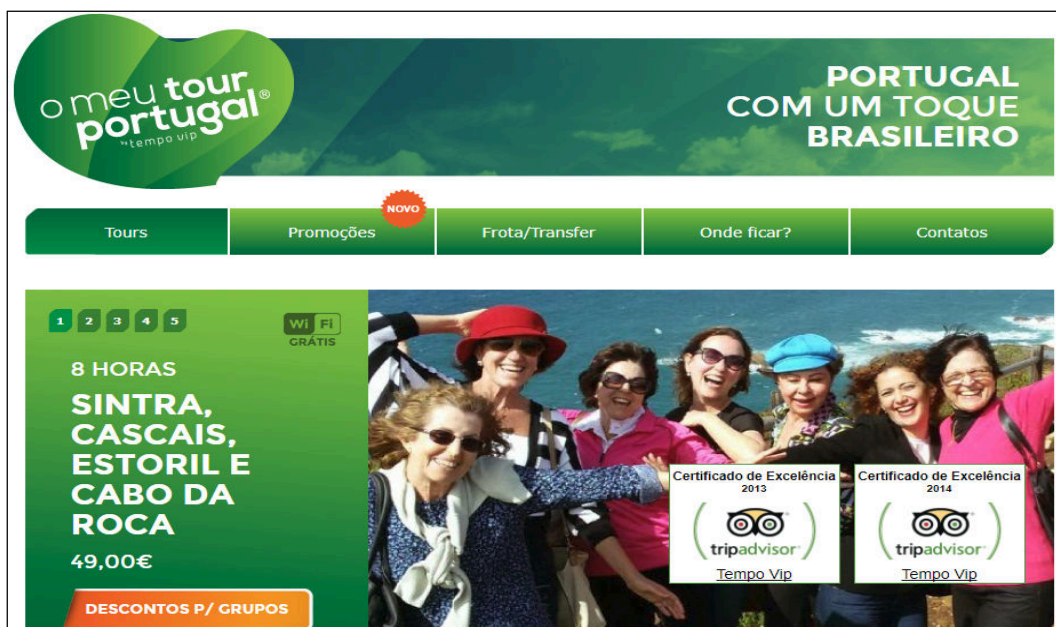 o meu tour
portugal®
by tempo vip
PORTUGAL
COM UM TOQUE
BRASILEIRO
NOVO
Tours
Promoções
Frota/Transfer
Onde ficar?
Contatos
1 2 3 4 5
Wi Fi
GRÁTIS
8 HORAS
SINTRA,
CASCAIS,
ESTORIL E
CABO DA
ROCA
49,00€
DESCONTOS P/ GRUPOS
Certificado de Excelência
2013
tripadvisor
Tempo Vip
Certificado de Excelência
2014
tripadvisor
Tempo Vip